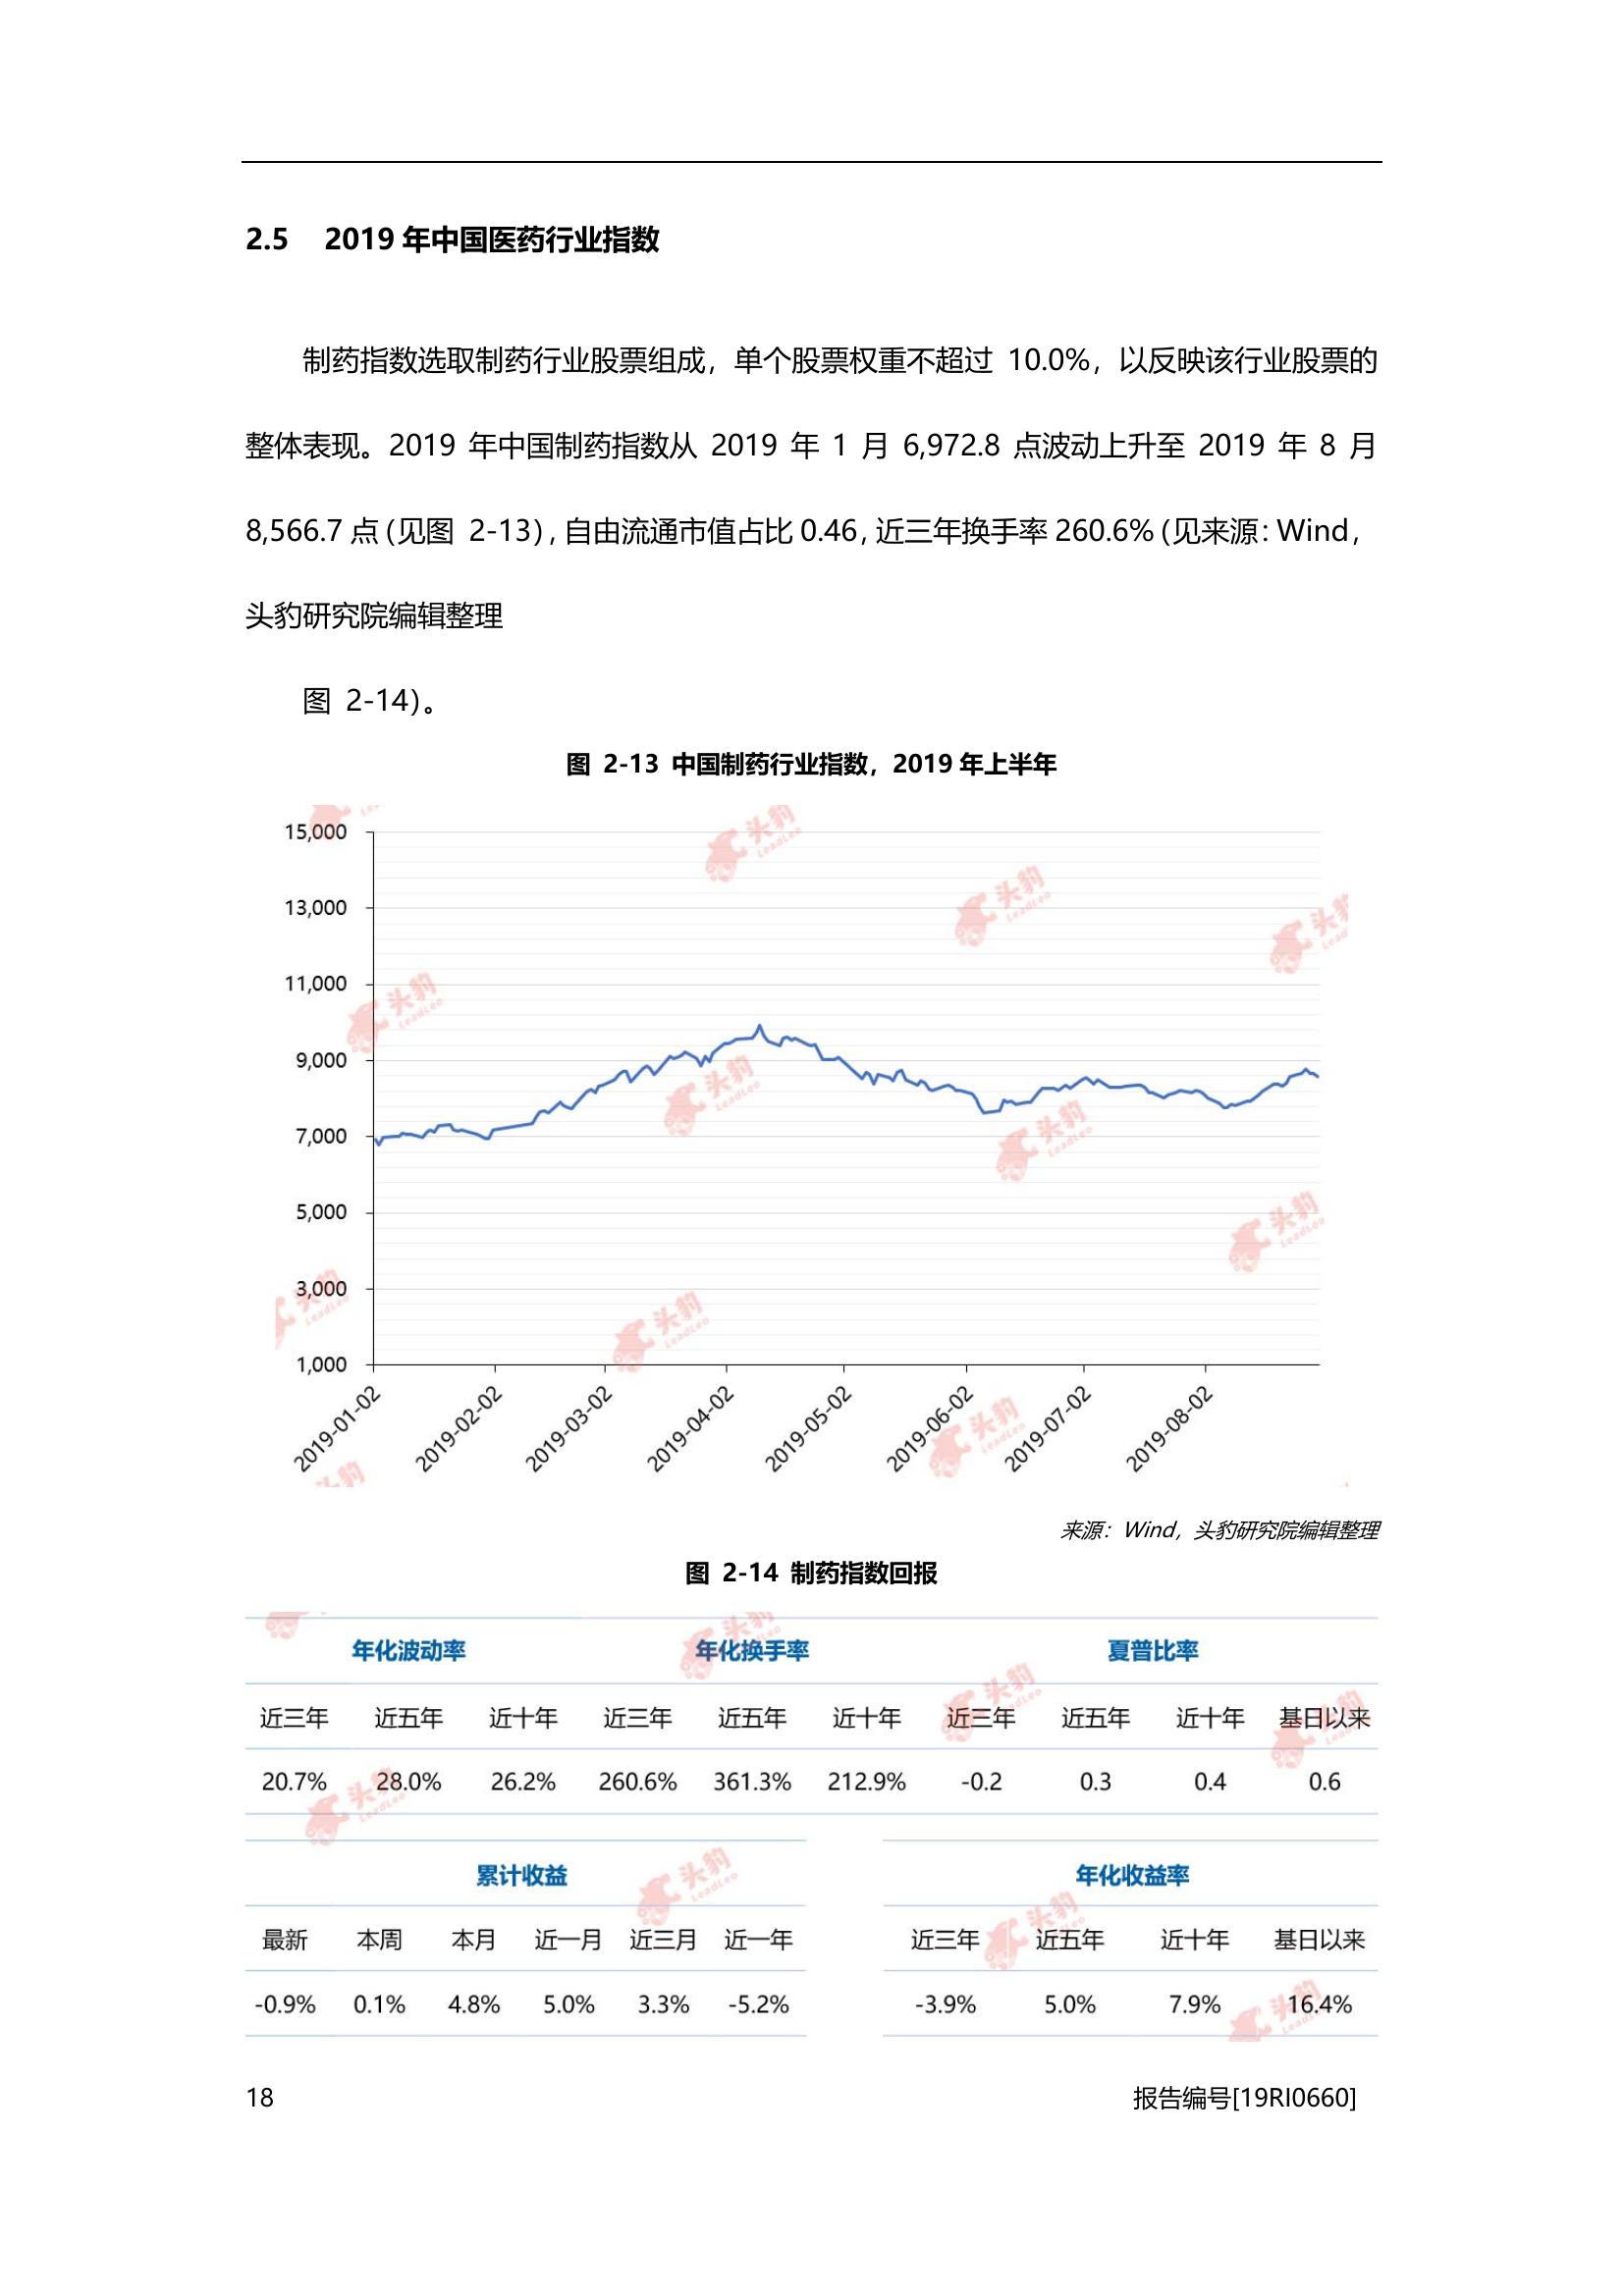 2.5 2019 年中国医药行业指数
制药指数选取制药行业股票组成，单个股票权重不超过 10.0%，以反映该行业股票的
整体表现。2019 年中国制药指数从 2019 年 1 月 6,972.8 点波动上升至 2019 年 8 月
8,566.7 点（见图 2-13），自由流通市值占比 0.46，近三年换手率 260.6%（见来源：Wind，
头豹研究院编辑整理
图 2-14）。
图 2-13 中国制药行业指数，2019 年上半年
15,000
13,000
11,000
9,000
7,000
5,000
3,000
1,000
2019-01-02 2019-02-02 2019-03-02 2019-04-02 2019-05-02 2019-06-02 2019-07-02 2019-08-02
来源：Wind，头豹研究院编辑整理
图 2-14 制药指数回报
年化波动率 年化换手率 夏普比率
近三年 近五年 近十年 近三年 近五年 近十年 近三年 近五年 近十年 基日以来
20.7% 28.0% 26.2% 260.6% 361.3% 212.9% -0.2 0.3 0.4 0.6
累计收益 年化收益率
最新 本周 本月 近一月 近三月 近一年 近三年 近五年 近十年 基日以来
-0.9% 0.1% 4.8% 5.0% 3.3% -5.2% -3.9% 5.0% 7.9% 16.4%
18 报告编号[19RI0660]